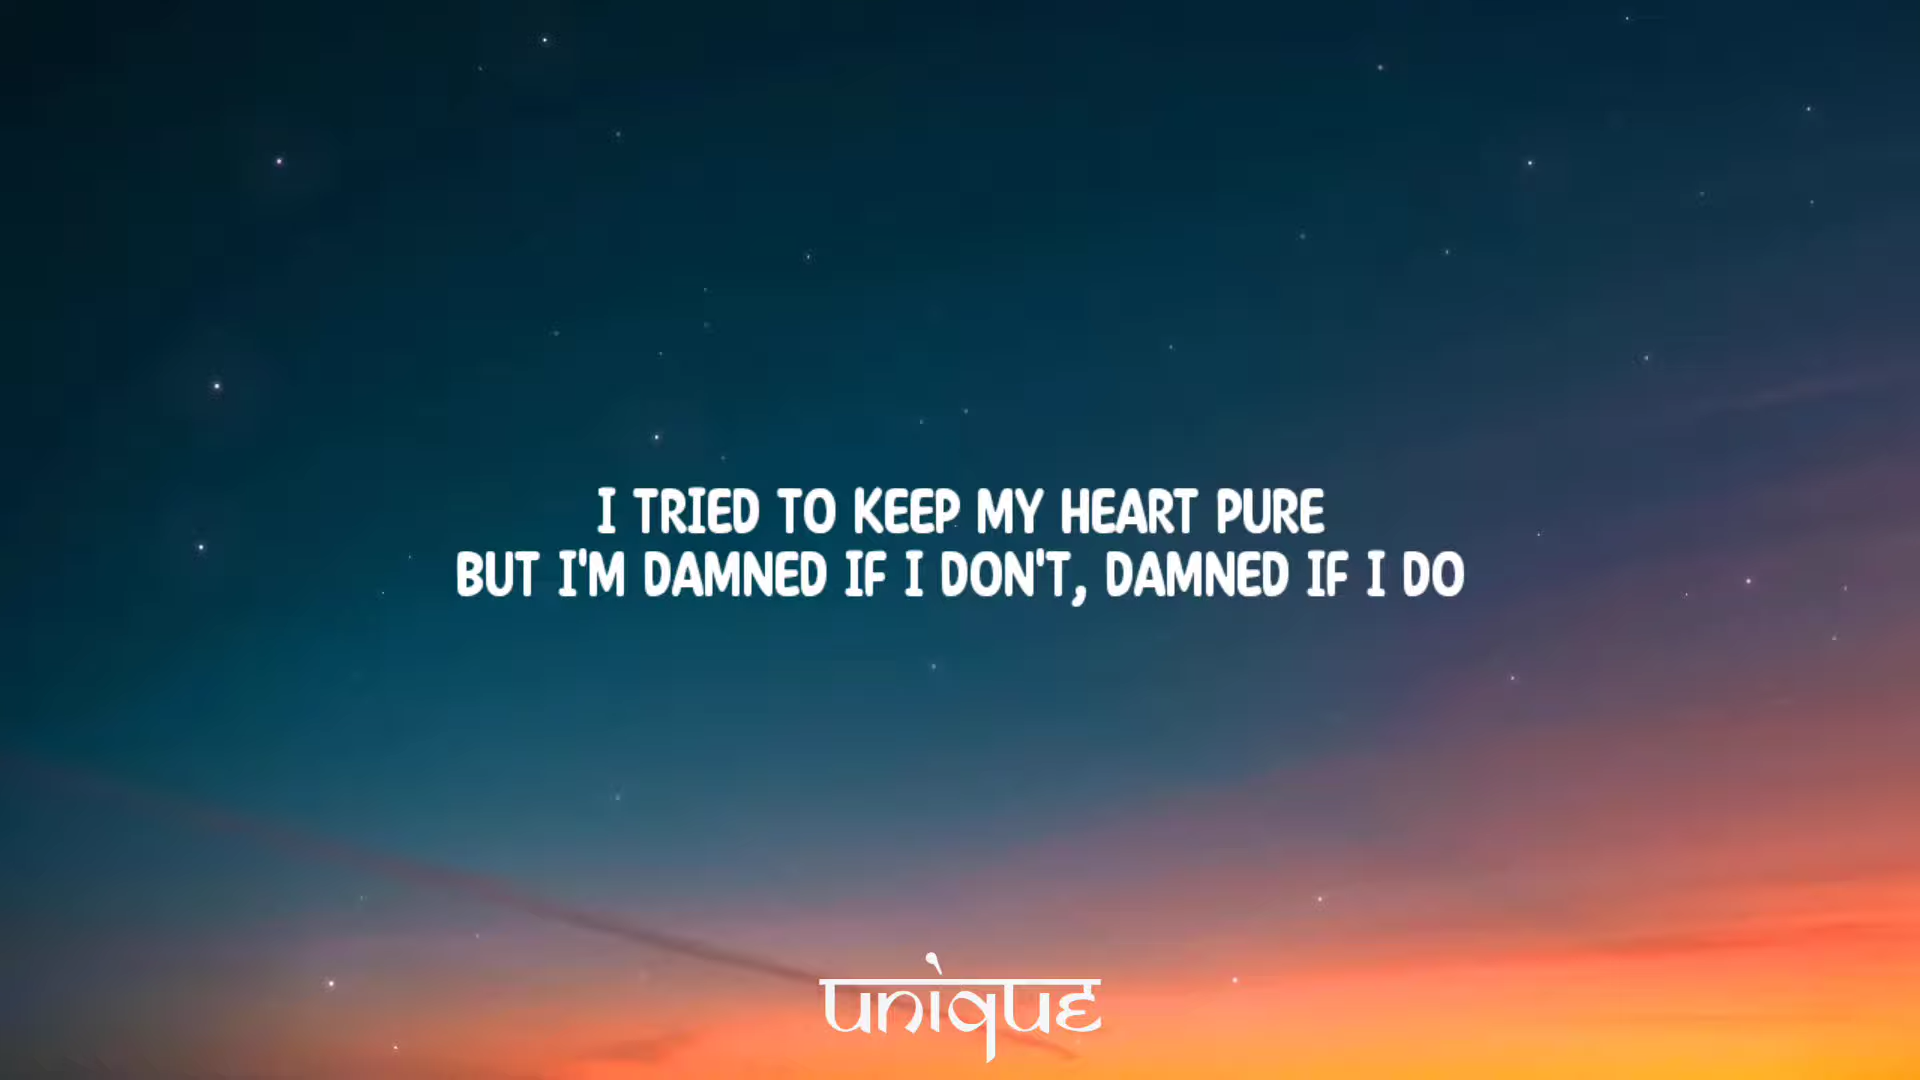 I TRIED TO KEEP MY HEART PURE
BUT I'M DAMNED IF I DON'T, DAMNED IF I DO
unique